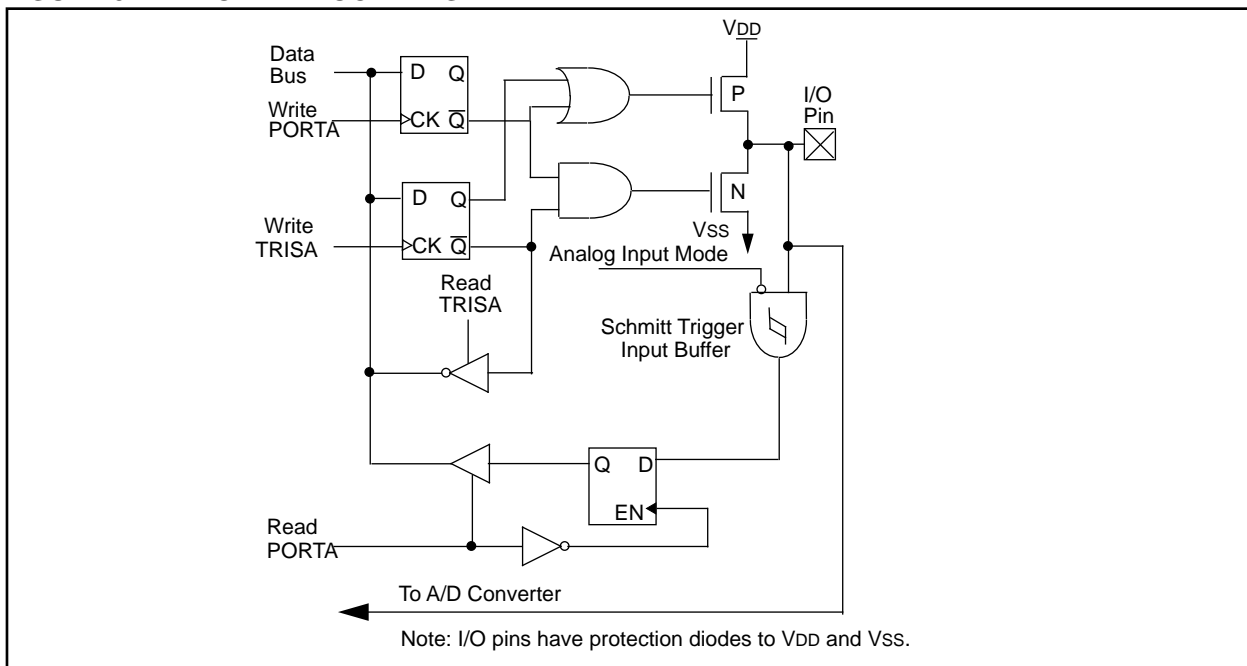 Data
Bus
D Q
Write
PORTA
CK Q
VDD
P
I/O
Pin
D Q
Write
TRISA
CK Q
N
VSS
Analog Input Mode
Read
TRISA
Schmitt Trigger
Input Buffer
Q D
EN
Read
PORTA
To A/D Converter
Note: I/O pins have protection diodes to VDD and VSS.